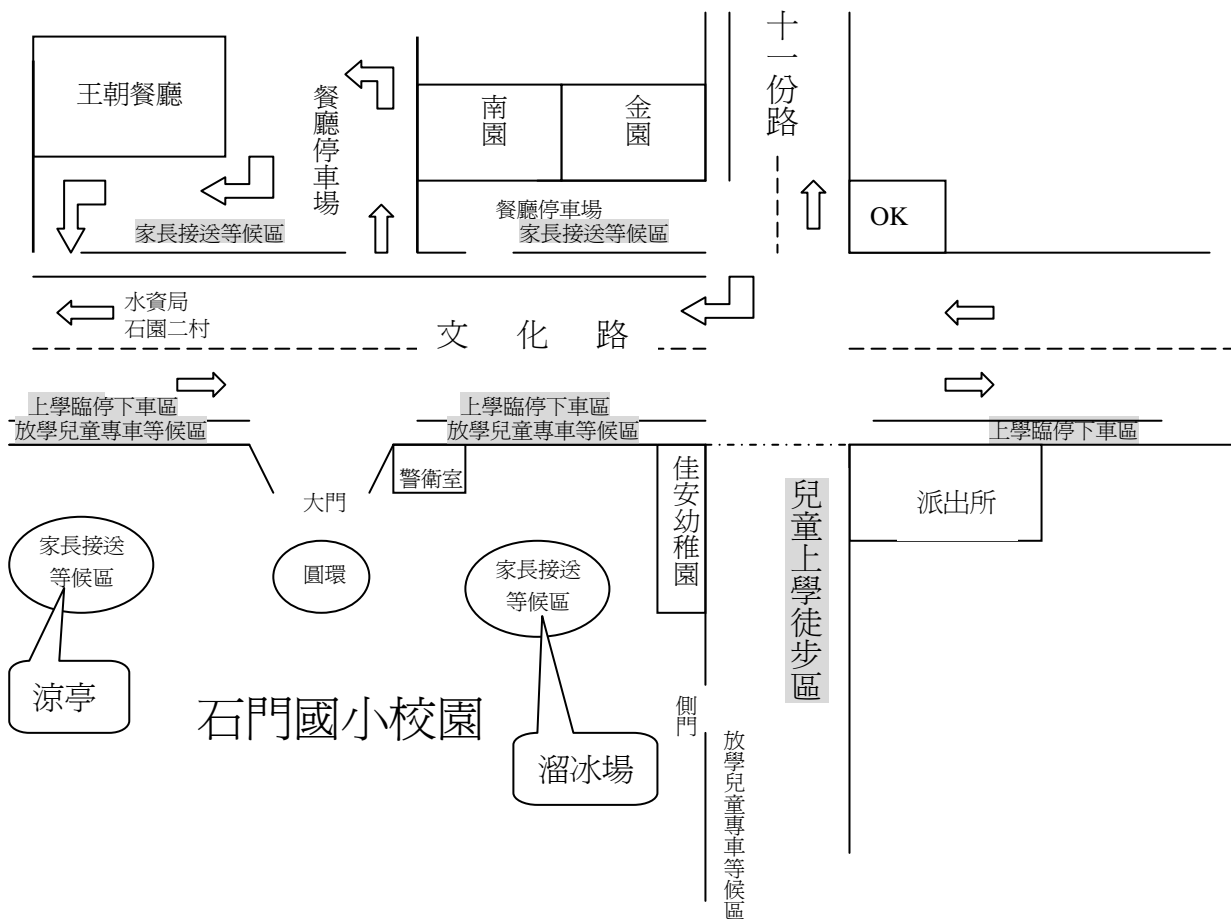 王朝餐廳
餐廳停車場
南園
金園
十一份路
OK
家長接送等候區
餐廳停車場
家長接送等候區
水資局
石園二村
文化路
上學臨停下車區
放學兒童專車等候區
上學臨停下車區
放學兒童專車等候區
上學臨停下車區
大門
警衛室
佳安幼稚園
兒童上學徒步區
派出所
家長接送
等候區
圓環
家長接送
等候區
涼亭
石門國小校園
溜冰場
側門
放學兒童專車等候區